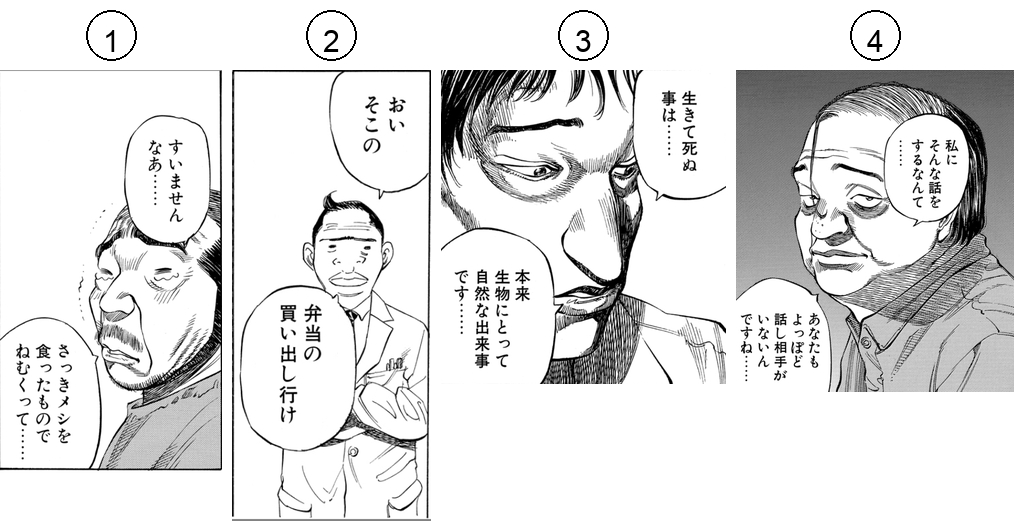 1
すいません
なあ……
さっきメシを
食ったもので
ねむくって……
2
おい
そこの
弁当の
買い出し行け
3
生きて死ぬ
事は……
本来
生物にとって
自然な出来事
です……
4
私に
そんな話を
するなんて
……
あなたも
よっぽど
話し相手が
いないん
ですね……